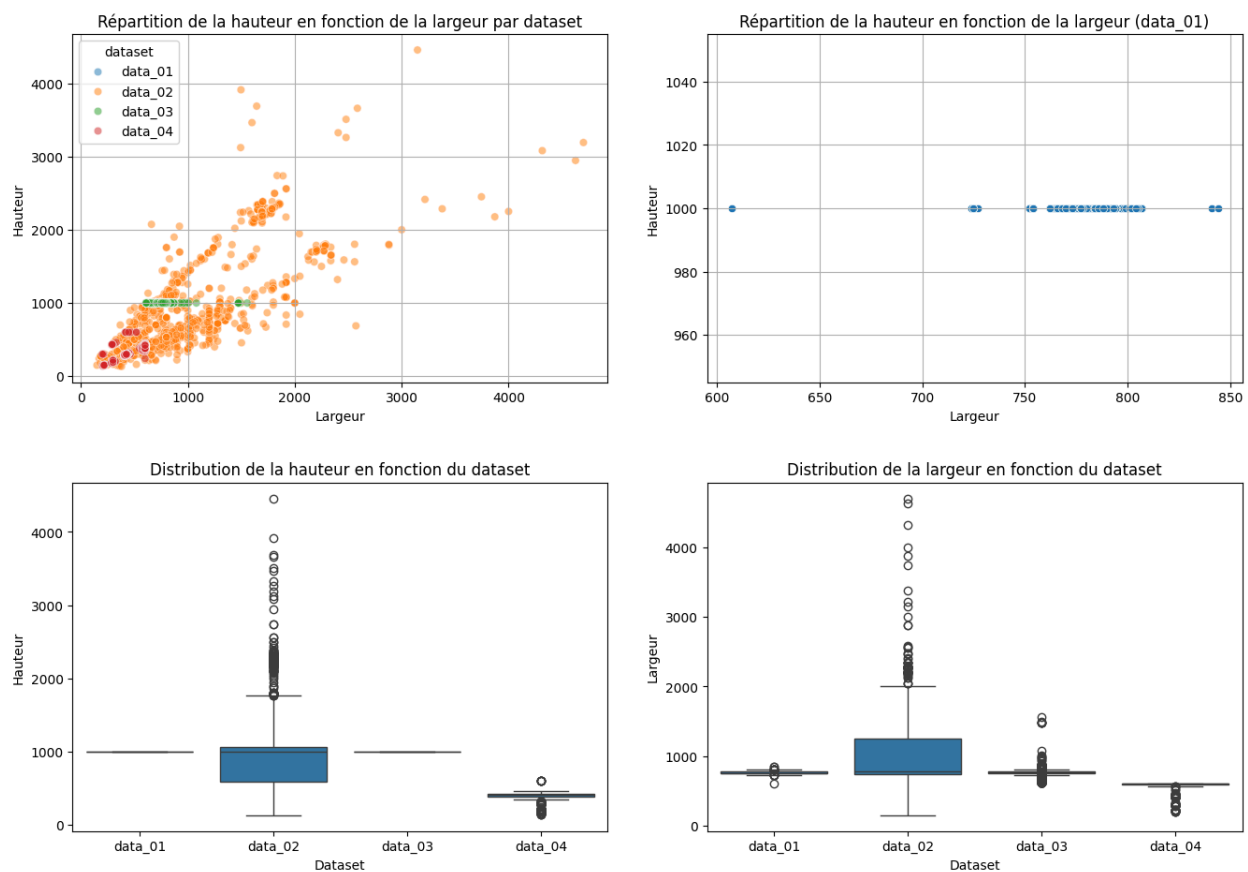 Répartition de la hauteur en fonction de la largeur par dataset
dataset
data_01
data_02
data_03
data_04
4000
3000
2000
1000
0
Hauteur
0 1000 2000 3000 4000
Largeur
Répartition de la hauteur en fonction de la largeur (data_01)
1040
1020
1000
980
960
Hauteur
600 650 700 750 800 850
Largeur
Distribution de la hauteur en fonction du dataset
4000
3000
2000
1000
0
Hauteur
data_01 data_02 data_03 data_04
Dataset
Distribution de la largeur en fonction du dataset
4000
3000
2000
1000
0
Largeur
data_01 data_02 data_03 data_04
Dataset